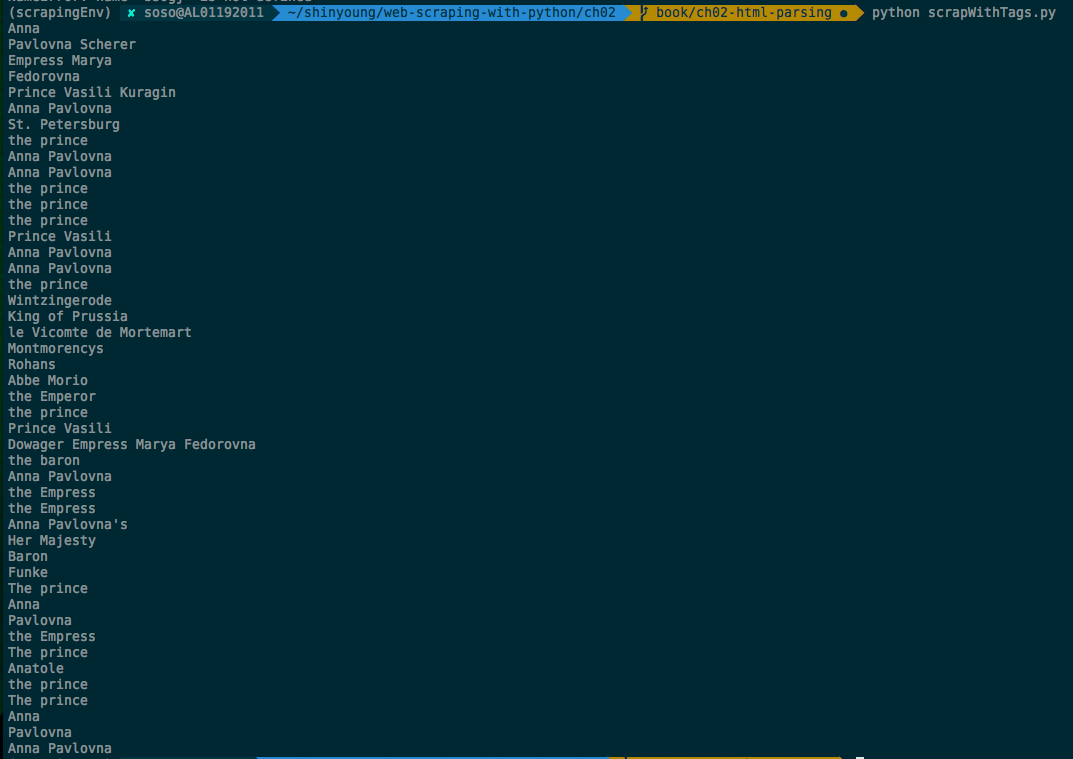 (scrapingEnv) ✘ soso@AL01192011 ~/shinyoung/web-scraping-with-python/ch02 book/ch02-html-parsing ● python scrapWithTags.py
Anna
Pavlovna Scherer
Empress Marya
Fedorovna
Prince Vasili Kuragin
Anna Pavlovna
St. Petersburg
the prince
Anna Pavlovna
Anna Pavlovna
the prince
the prince
the prince
Prince Vasili
Anna Pavlovna
Anna Pavlovna
the prince
Wintzingerode
King of Prussia
le Vicomte de Mortemart
Montmorencys
Rohans
Abbe Morio
the Emperor
the prince
Prince Vasili
Dowager Empress Marya Fedorovna
the baron
Anna Pavlovna
the Empress
the Empress
Anna Pavlovna's
Her Majesty
Baron
Funke
The prince
Anna
Pavlovna
the Empress
The prince
Anatole
the prince
The prince
Anna
Pavlovna
Anna Pavlovna